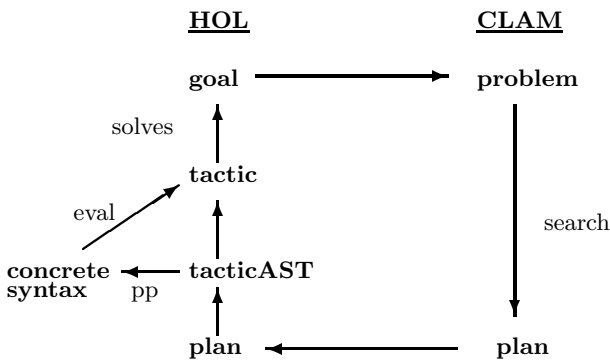 HOL CLAM
goal problem
solves
tactic
eval
search
concrete tacticAST
syntax pp
plan plan